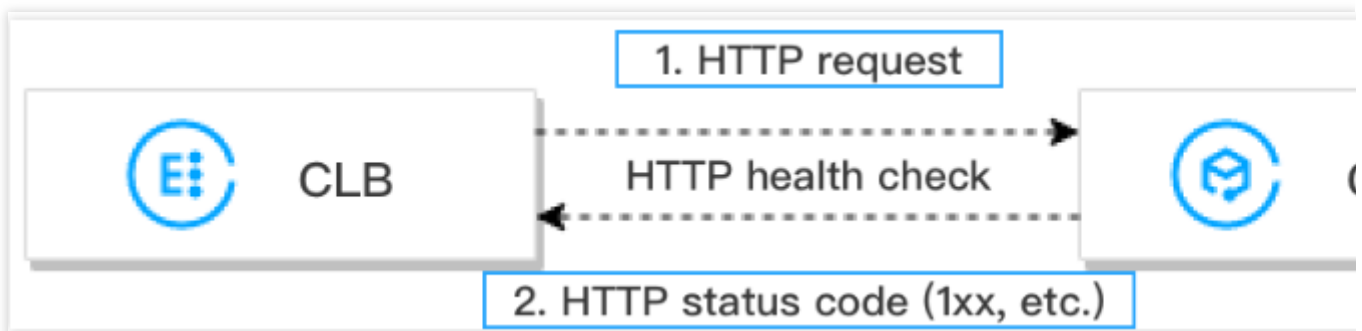 1. HTTP request
CLB
HTTP health check
2. HTTP status code (1xx, etc.)